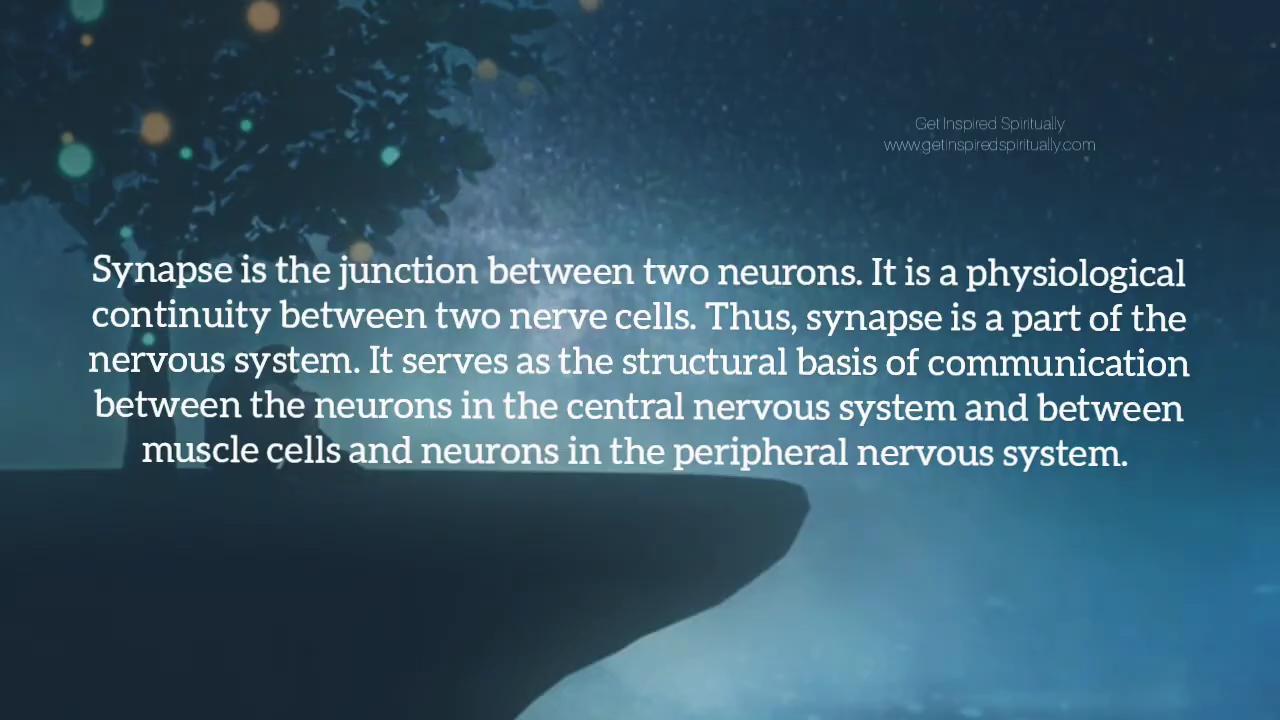 Get Inspired Spiritually
www.getinspiredspiritually.com
Synapse is the junction between two neurons. It is a physiological
continuity between two nerve cells. Thus, synapse is a part of the
nervous system. It serves as the structural basis of communication
between the neurons in the central nervous system and between
muscle cells and neurons in the peripheral nervous system.